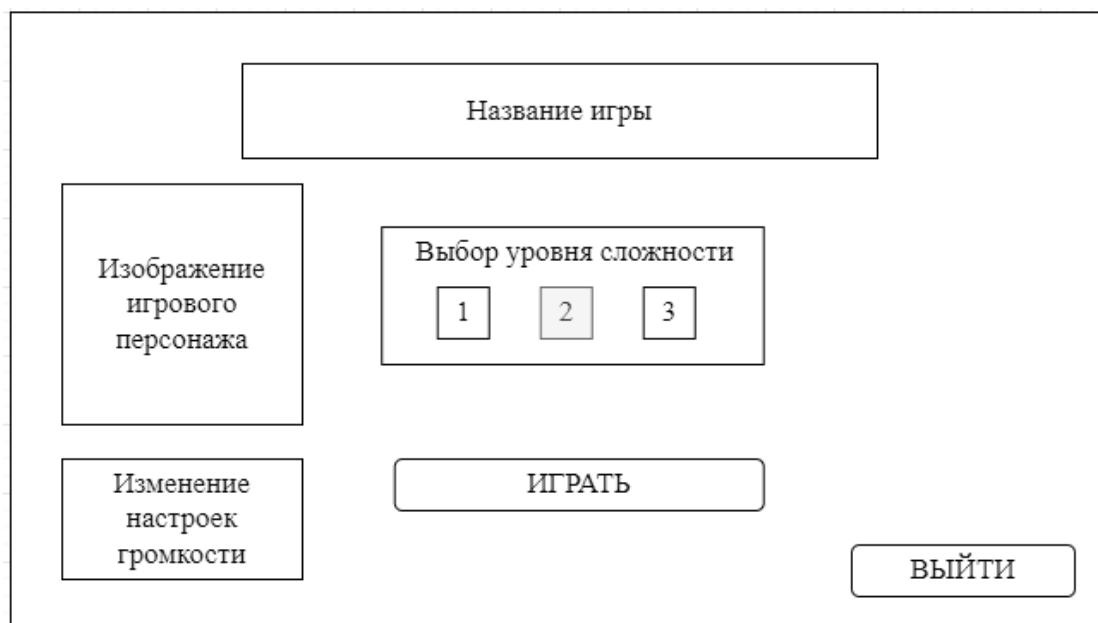 Название игры
Изображение
игрового
персонажа
Выбор уровня сложности
1 2 3
Изменение
настроек
громкости
ИГРАТЬ
ВЫЙТИ